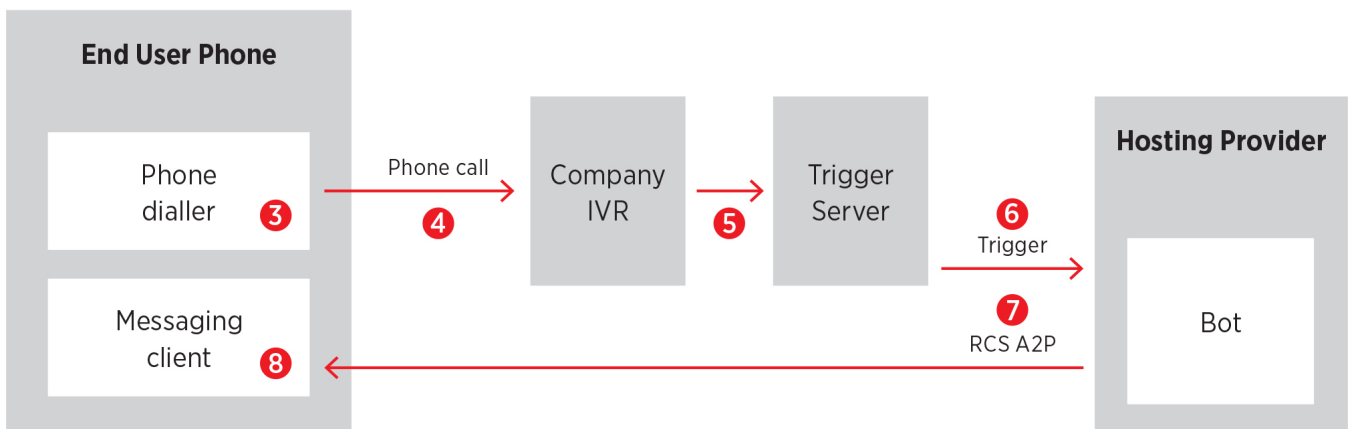 End User Phone
Phone
dialler
3
Phone call
4
Company
IVR
5
Trigger
Server
6
Trigger
7
RCS A2P
Hosting Provider
Bot
Messaging
client
8